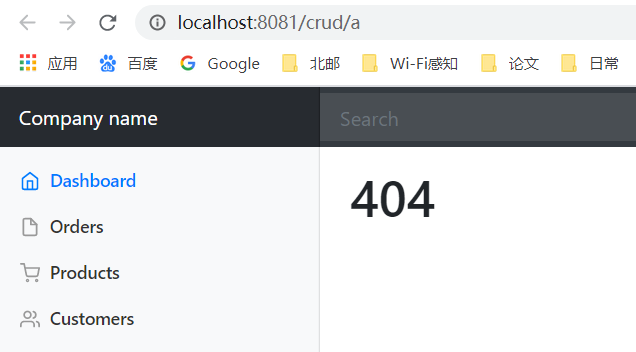 localhost:8081/crud/a
应用 百度 Google 北邮 Wi-Fi感知 论文 日常
Company name Search
Dashboard
404
Orders
Products
Customers